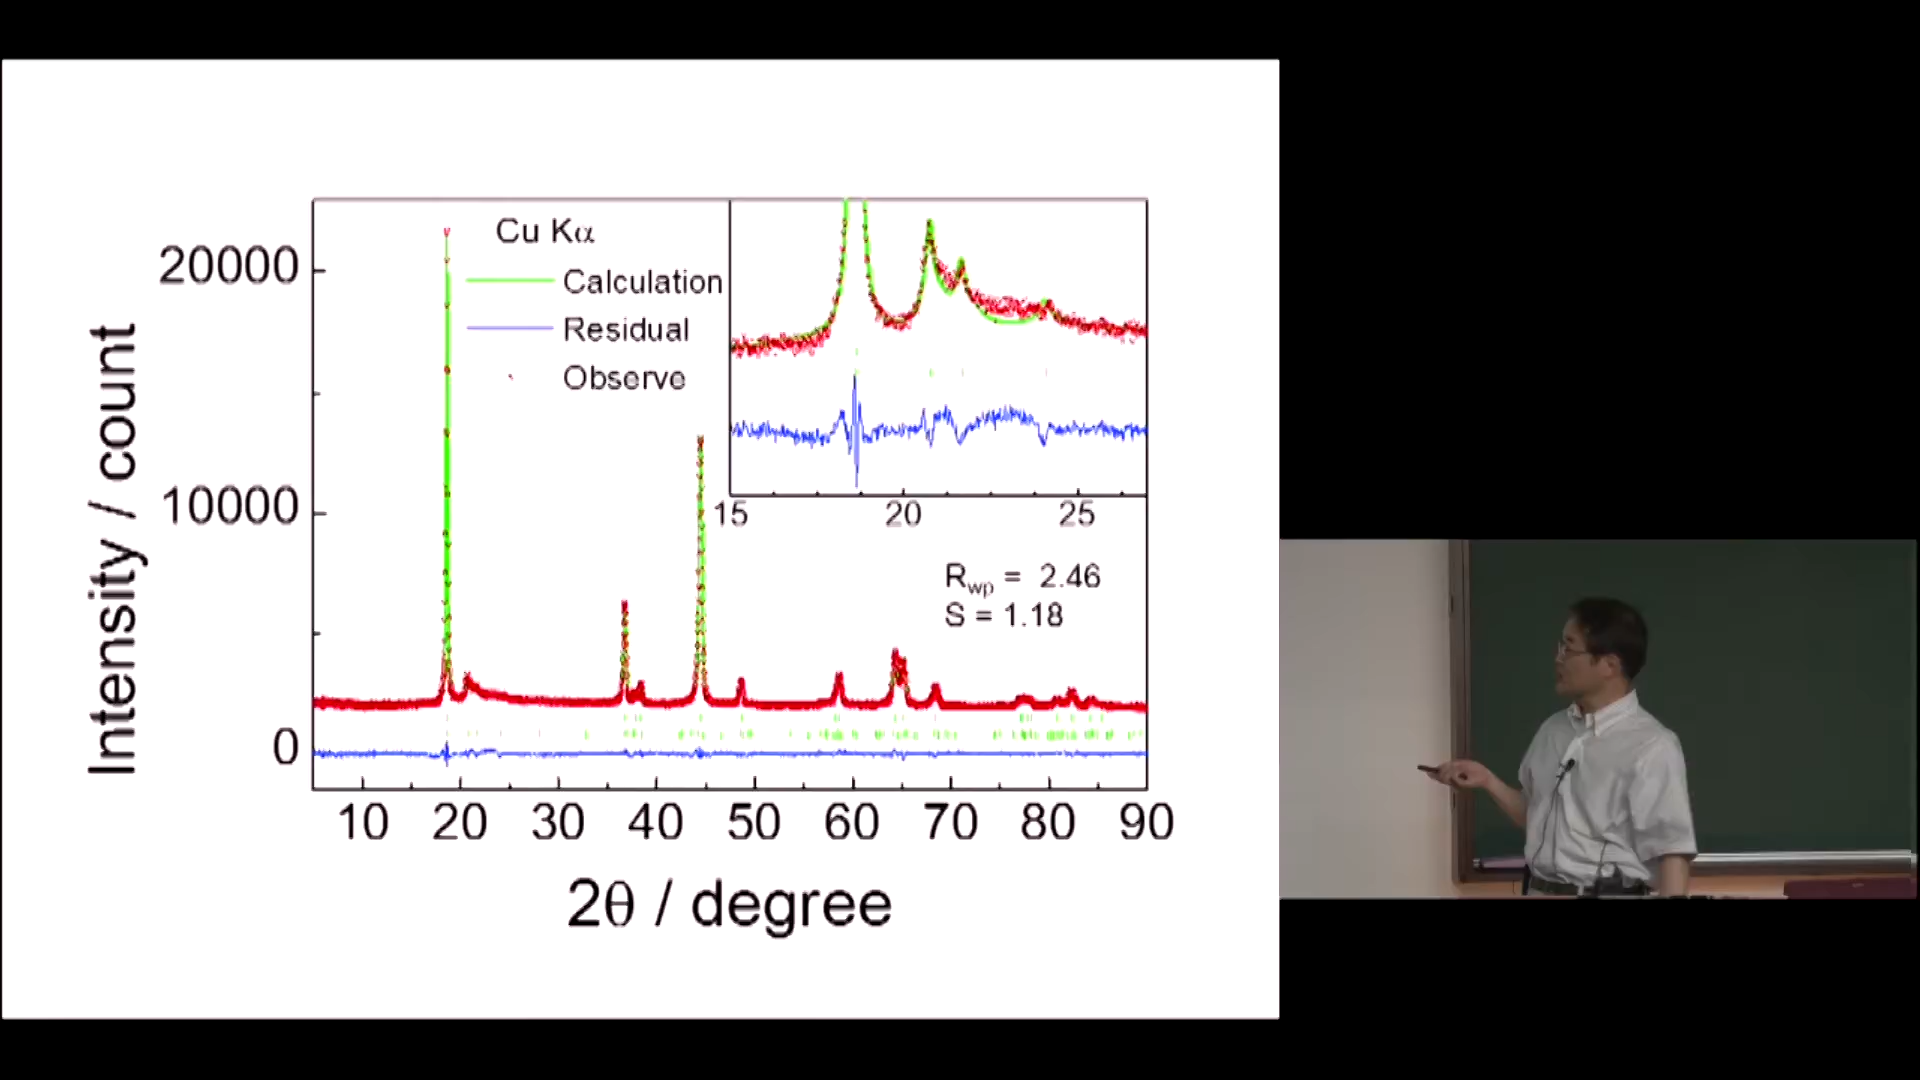 Intensity / count
20000
10000
0
Cu Kα
Calculation
Residual
Observe
15 20 25
Rwp = 2.46
S = 1.18
10 20 30 40 50 60 70 80 90
2θ / degree